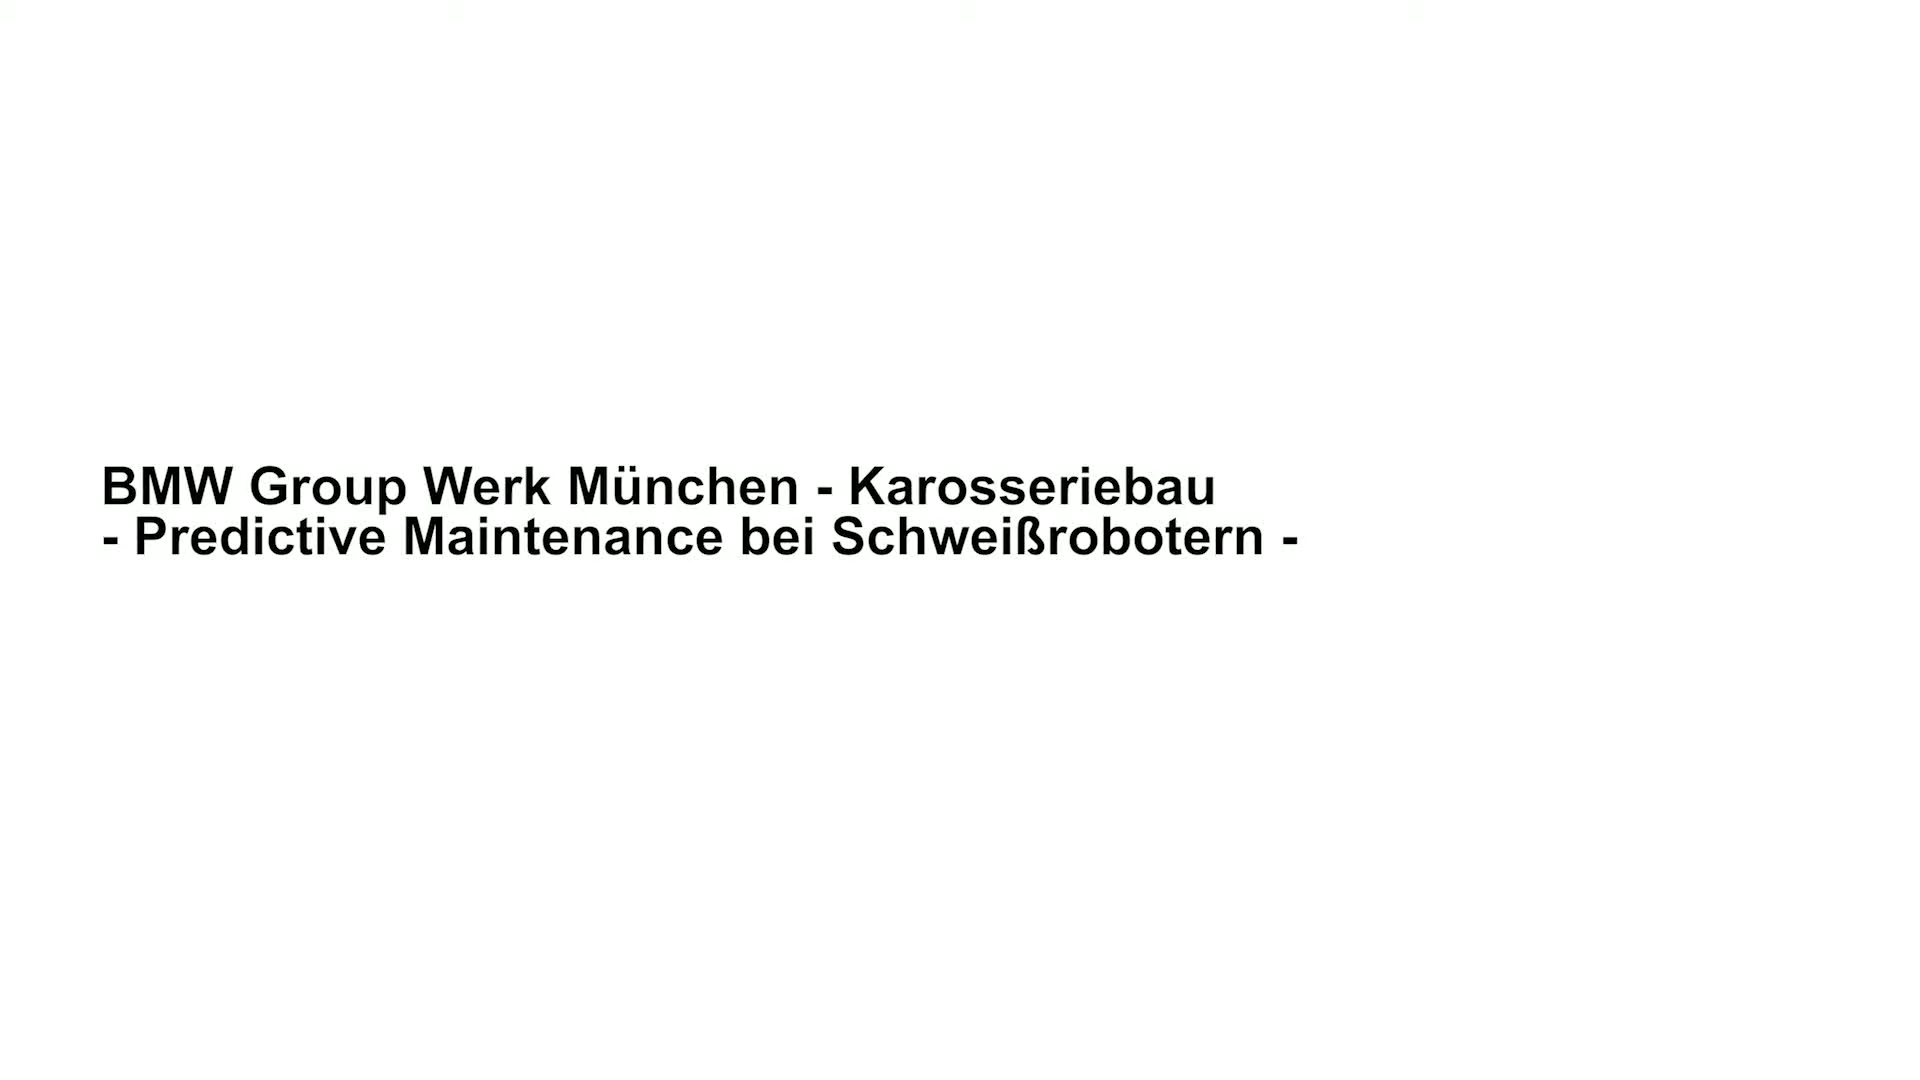 BMW Group Werk München - Karosseriebau
- Predictive Maintenance bei Schweißrobotern -